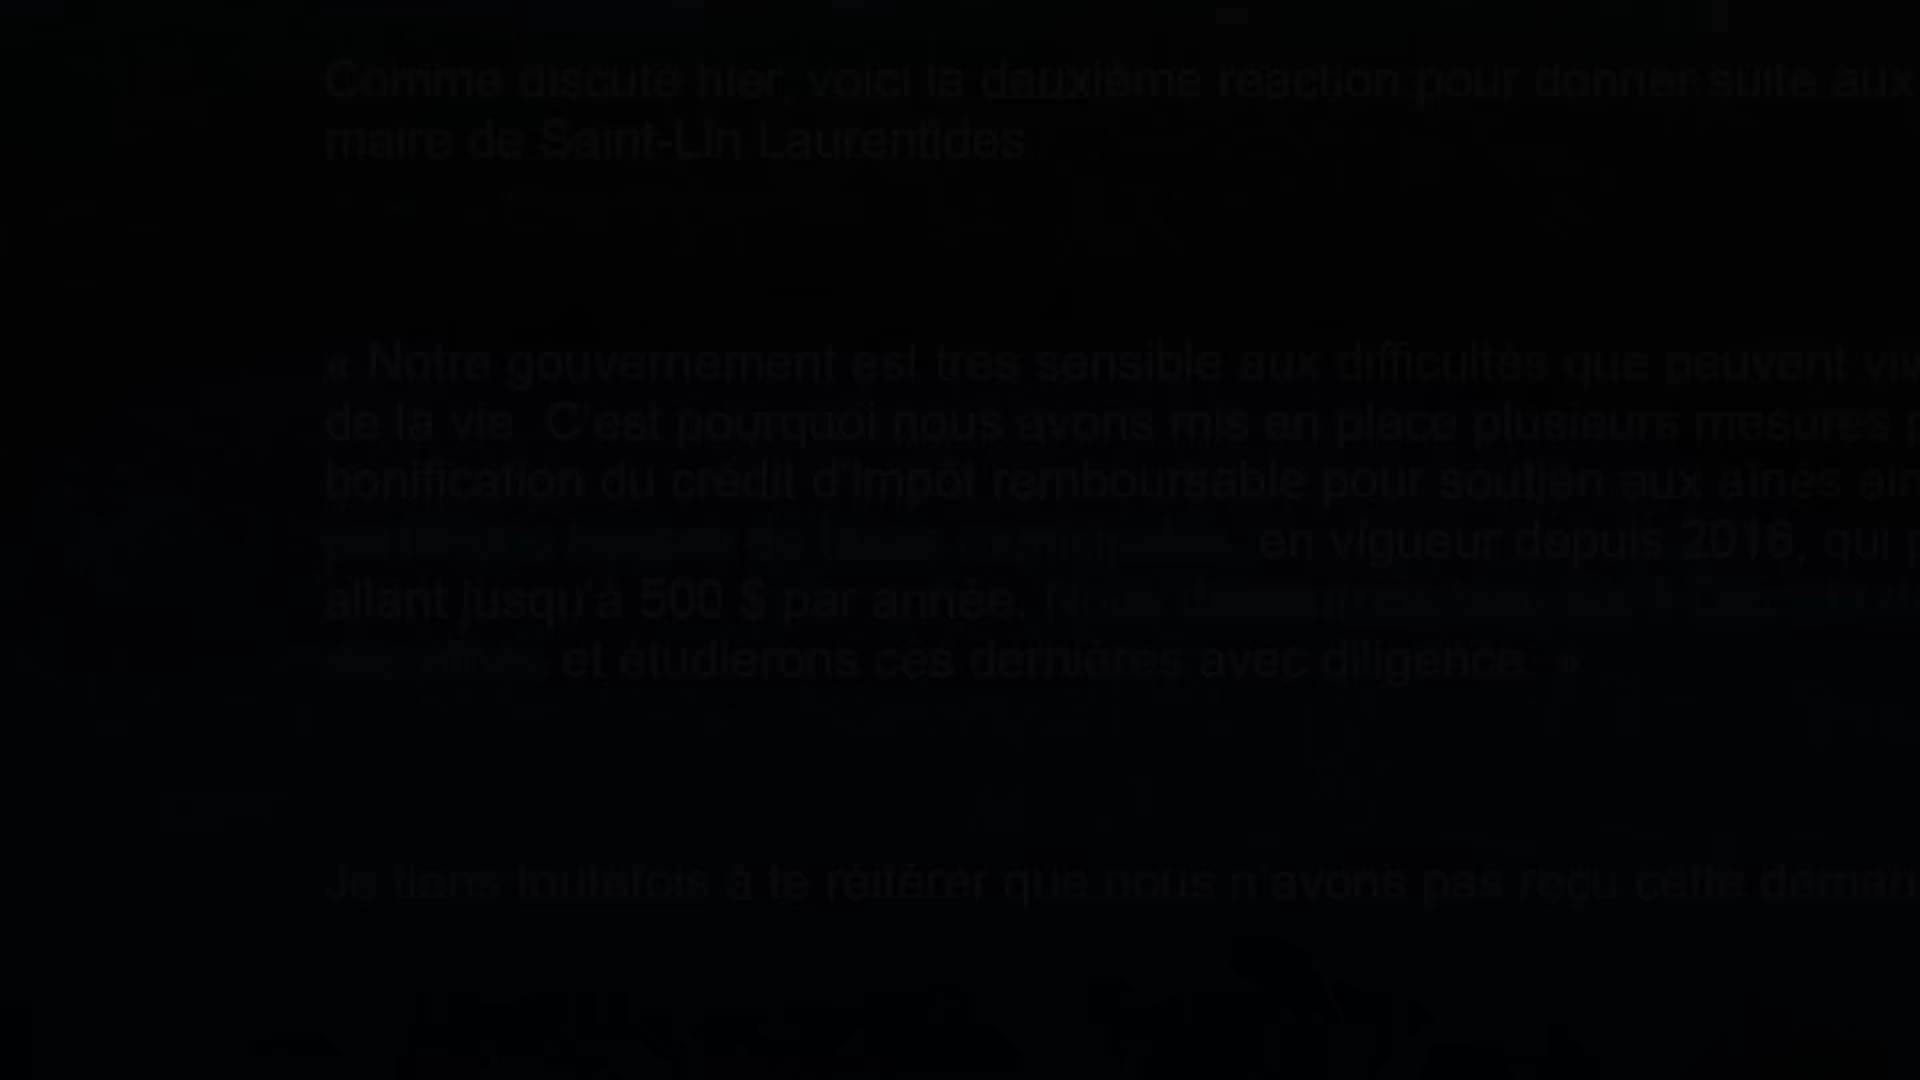 Comme discuté hier, voici la deuxième réaction pour donner suite aux
maire de Saint-Lin Laurentides
« Notre gouvernement est très sensible aux difficultés que peuvent
de la vie. C'est pourquoi nous avons mis en place plusieurs mesures
bonification du crédit d'impôt remboursable pour soutien aux aînés
en vigueur depuis 2016, qui
allant jusqu'à 500 $ par année.
et étudierons ces dernières avec diligence. »
Je tiens toutefois à te réitérer que nous n'avons pas reçu cette